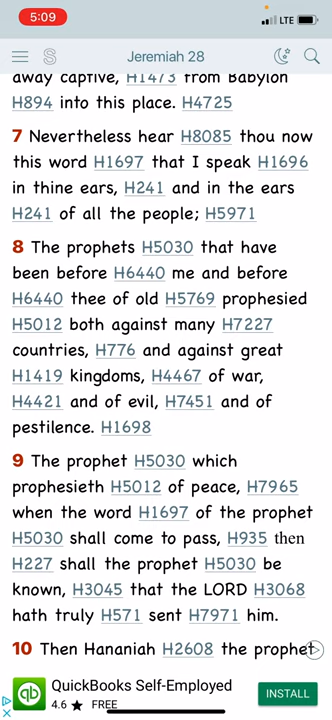 5:09
LTE
S
Jeremiah 28
away captive, H1473 from Babylon
H894 into this place. H4725
7 Nevertheless hear H8085 thou now
this word H1697 that I speak H1696
in thine ears, H241 and in the ears
H241 of all the people; H5971
8 The prophets H5030 that have
been before H6440 me and before
H6440 thee of old H5769 prophesied
H5012 both against many H7227
countries, H776 and against great
H1419 kingdoms, H4467 of war,
H4421 and of evil, H7451 and of
pestilence. H1698
9 The prophet H5030 which
prophesieth H5012 of peace, H7965
when the word H1697 of the prophet
H5030 shall come to pass, H935 then
H227 shall the prophet H5030 be
known, H3045 that the LORD H3068
hath truly H571 sent H7971 him.
10 Then Hananiah H2608 the prophet
qb
QuickBooks Self-Employed
4.6 ★ FREE
INSTALL